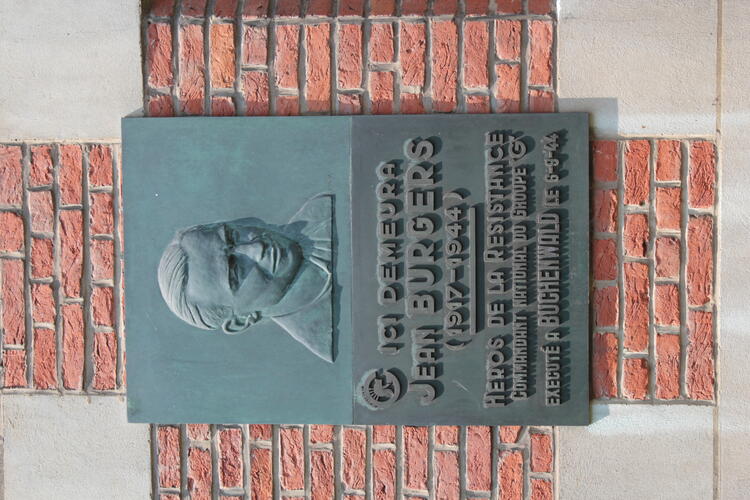 ICI DEMEURA
JEAN BURGERS
(1917-1944)
HEROS DE LA RESISTANCE
COMMANDANT NATIONAL DU GROUPE "G"
EXECUTÉ A BUCHENWALD LE 6-9-44